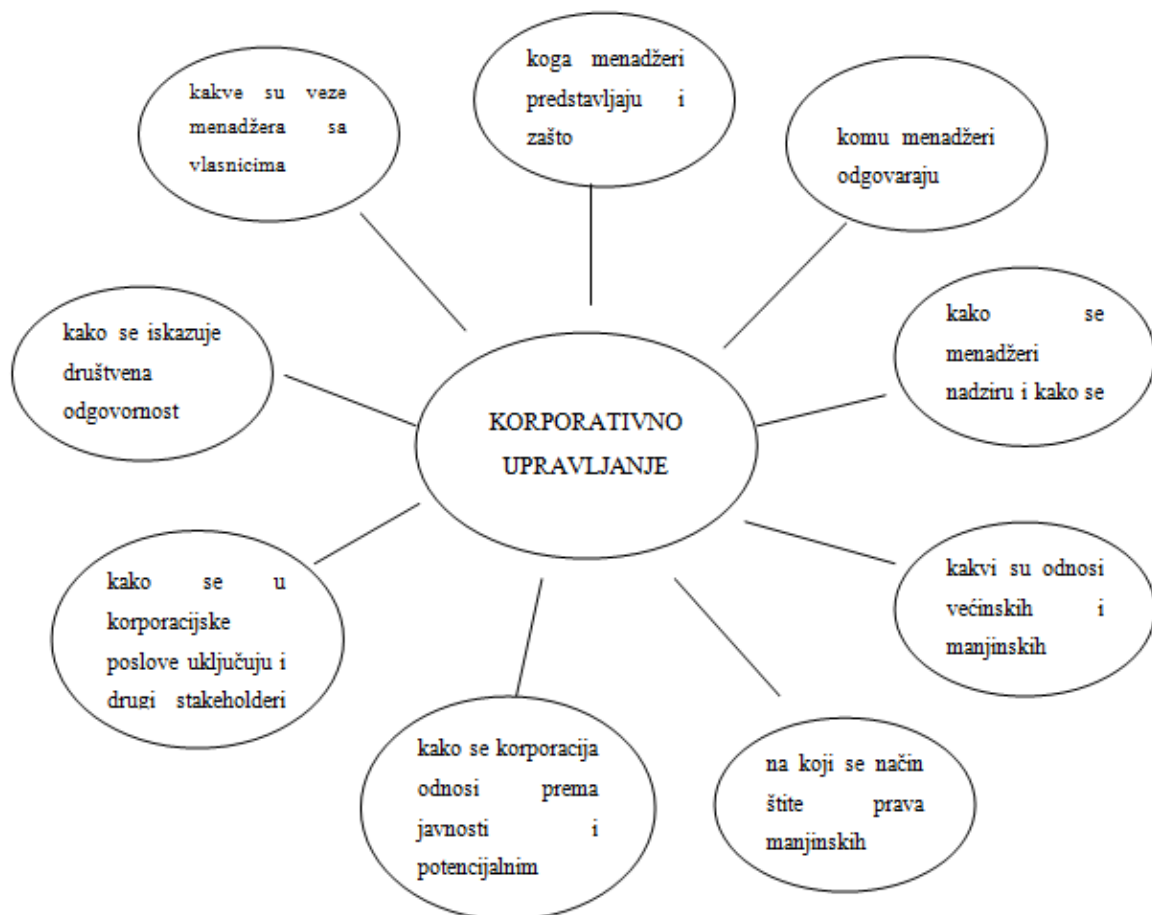 koga menadžeri
predstavljaju i
zašto
kakve su veze
menadžera sa
vlasnicima
komu menadžeri
odgovaraju
kako se
menadžeri
nadziru i kako se
kako se iskazuje
društvena
odgovornost
KORPORATIVNO
UPRAVLJANJE
kakvi su odnosi
većinskih i
manjinskih
kako se u
korporacijske
poslove uključuju i
drugi stakeholderi
kako se korporacija
odnosi prema
javnosti i
potencijalnim
na koji se način
štite prava
manjinskih